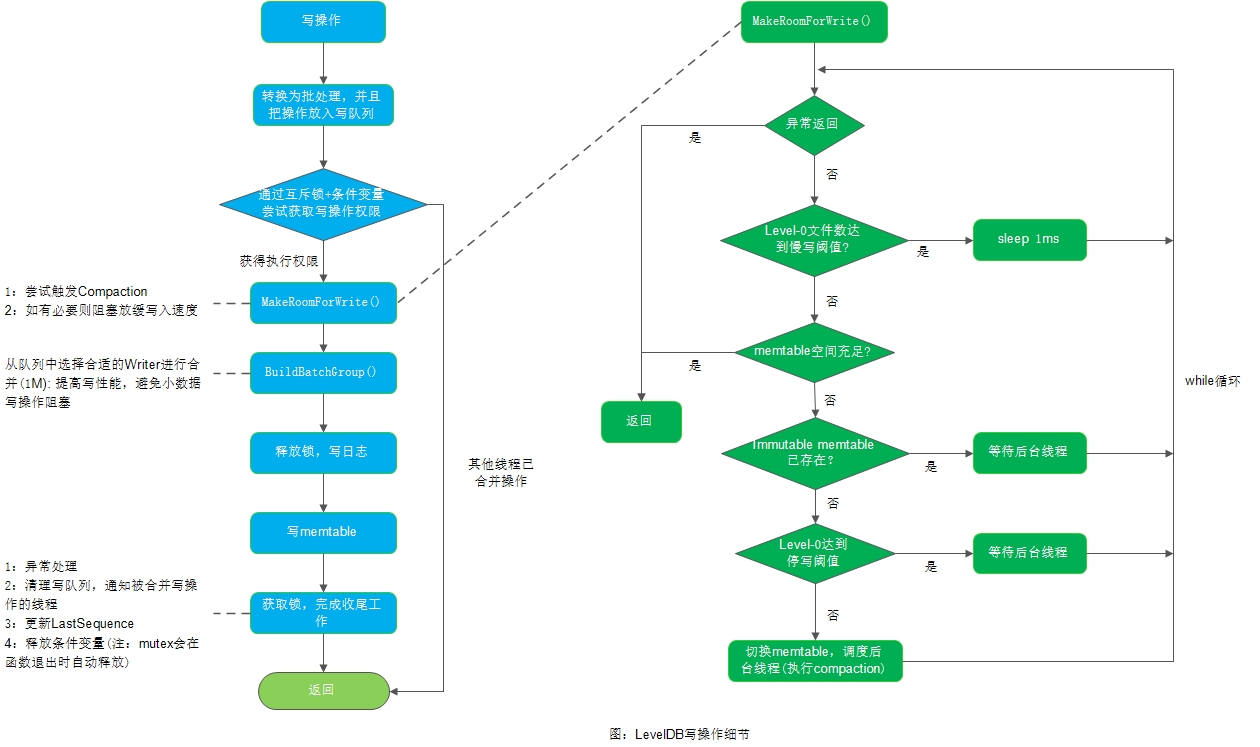 写操作
转换为批处理，并且
把操作放入写队列
通过互斥锁+条件变量
尝试获取写操作权限
获得执行权限
1：尝试触发Compaction
2：如有必要则阻塞放缓写入速度
MakeRoomForWrite()
从队列中选择合适的Writer进行合
并(1M): 提高写性能，避免小数据
写操作阻塞
BuildBatchGroup()
释放锁，写日志
其他线程已
合并操作
写memtable
1：异常处理
2：清理写队列，通知被合并写操
作的线程
3：更新LastSequence
4：释放条件变量(注：mutex会在
函数退出时自动释放)
获取锁，完成收尾工
作
返回
MakeRoomForWrite()
异常返回
是
否
Level-0文件数达
到慢写阈值?
是
sleep 1ms
否
memtable空间充足?
是
返回
否
while循环
Immutable memtable
已存在？
是
等待后台线程
否
Level-0达到
停写阈值
是
等待后台线程
否
切换memtable，调度后
台线程(执行compaction)
图：LevelDB写操作细节